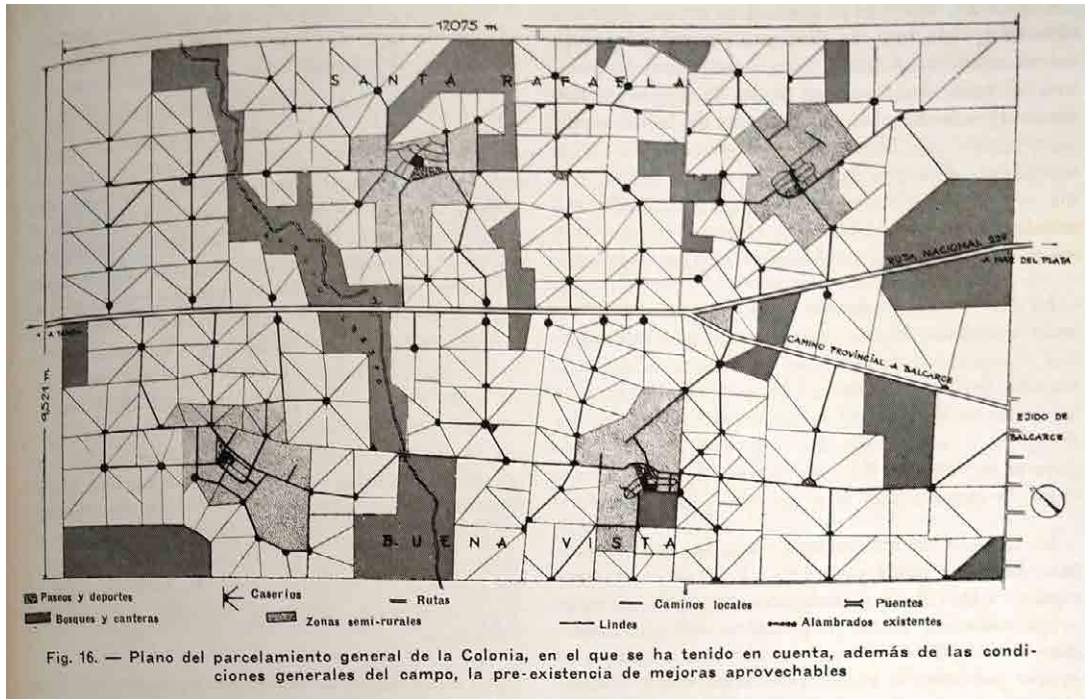 17075 m
SANTA RAFAELA
RUTA NACIONAL 226
A MAR DEL PLATA
A TANDIL
CAMINO PROVINCIAL A BALCARCE
9.521 m.
EJIDO DE
BALCARCE
BUENA VISTA
Paseos y deportes
Caseríos
Rutas
Caminos locales
Puentes
Bosques y canteras
Zonas semi-rurales
Lindes
Alambrados existentes
Fig. 16. — Plano del parcelamiento general de la Colonia, en el que se ha tenido en cuenta, además de las condi-
ciones generales del campo, la pre-existencia de mejoras aprovechables